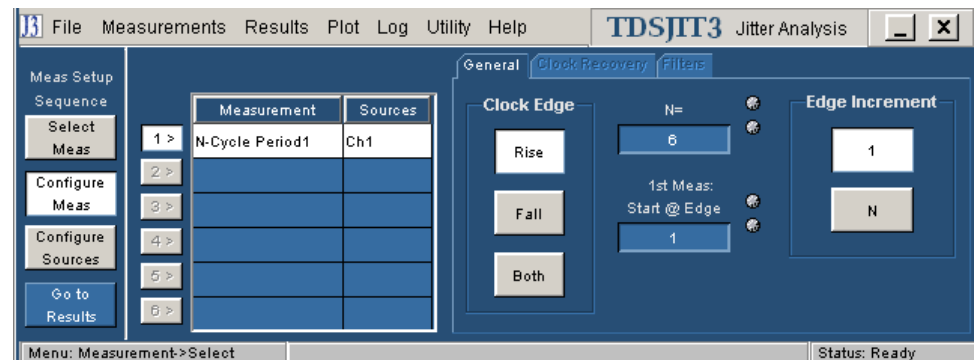 J3 File Measurements Results Plot Log Utility Help TDSJIT3 Jitter Analysis
Meas Setup
Sequence
Select
Meas
Configure
Meas
Configure
Sources
Go to
Results
Measurement Sources
1 > N-Cycle Period1 Ch1
2 >
3 >
4 >
5 >
6 >
General Clock Recovery Filters
Clock Edge
Rise
Fall
Both
N=
6
1st Meas:
Start @ Edge
1
Edge Increment
1
N
Menu: Measurement->Select Status: Ready